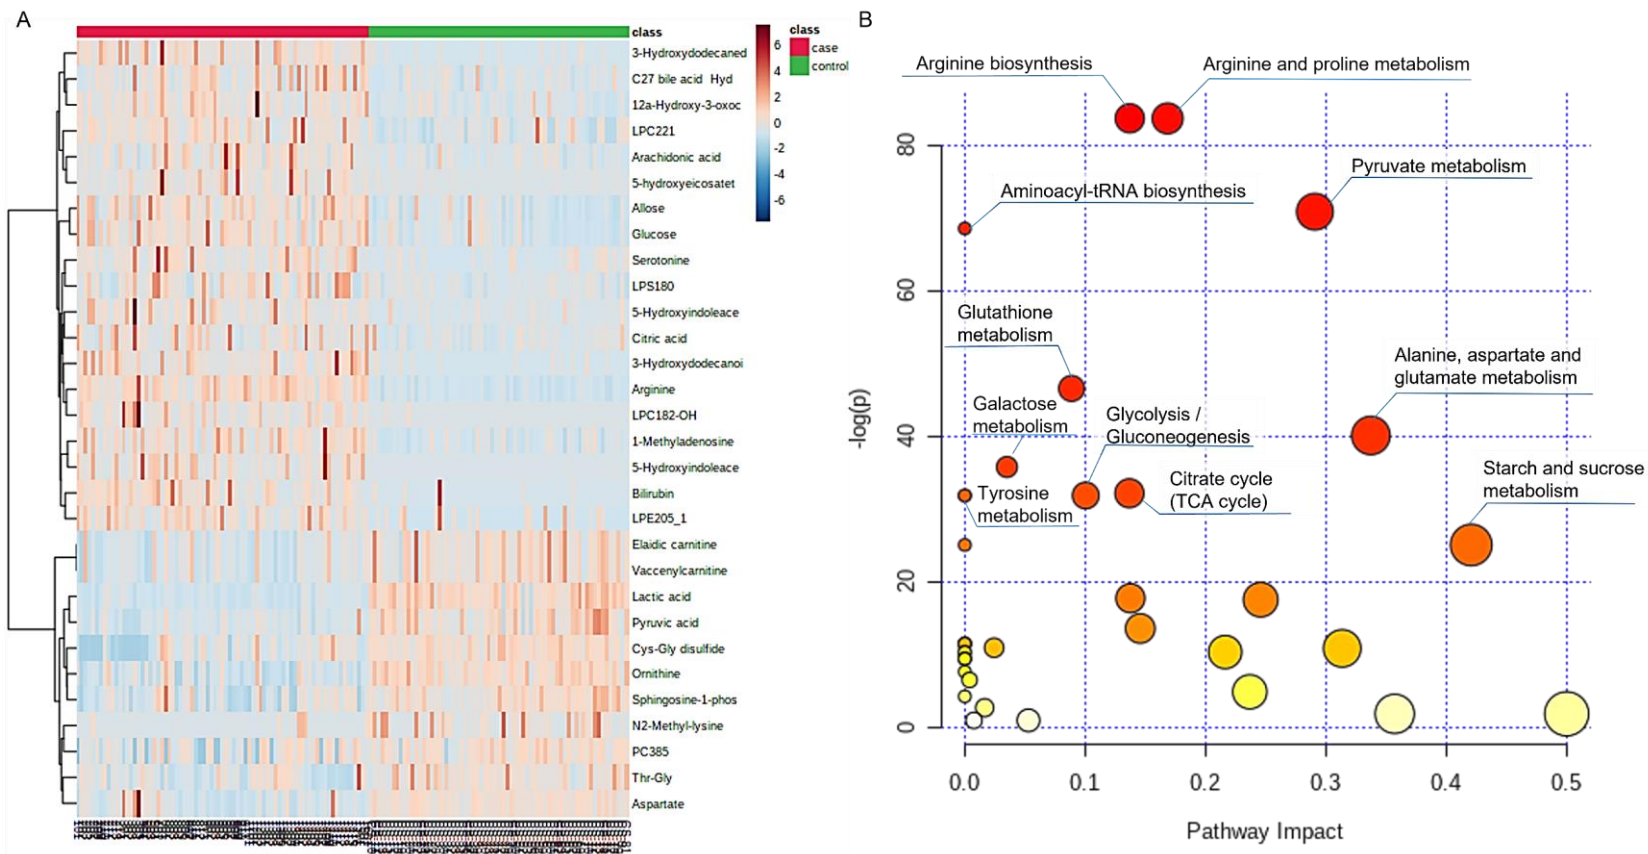 A
class
3-Hydroxydodecaned
C27 bile acid Hyd
12a-Hydroxy-3-oxoc
LPC221
Arachidonic acid
5-hydroxyeicosatet
Allose
Glucose
Serotonine
LPS180
5-Hydroxyindoleace
Citric acid
3-Hydroxydodecanoi
Arginine
LPC182-OH
1-Methyladenosine
5-Hydroxyindoleace
Bilirubin
LPE205_1
Elaidic carnitine
Vaccenylcarnitine
Lactic acid
Pyruvic acid
Cys-Gly disulfide
Ornithine
Sphingosine-1-phos
N2-Methyl-lysine
PC385
Thr-Gly
Aspartate
6
4
2
0
-2
-4
-6
class
case
control
B
Arginine biosynthesis
Arginine and proline metabolism
Pyruvate metabolism
Aminoacyl-tRNA biosynthesis
Glutathione
metabolism
Alanine, aspartate and
glutamate metabolism
Galactose
metabolism
Glycolysis /
Gluconeogenesis
Starch and sucrose
metabolism
Citrate cycle
(TCA cycle)
Tyrosine
metabolism
-log(p)
80
60
40
20
0
0.0
0.1
0.2
0.3
0.4
0.5
Pathway Impact